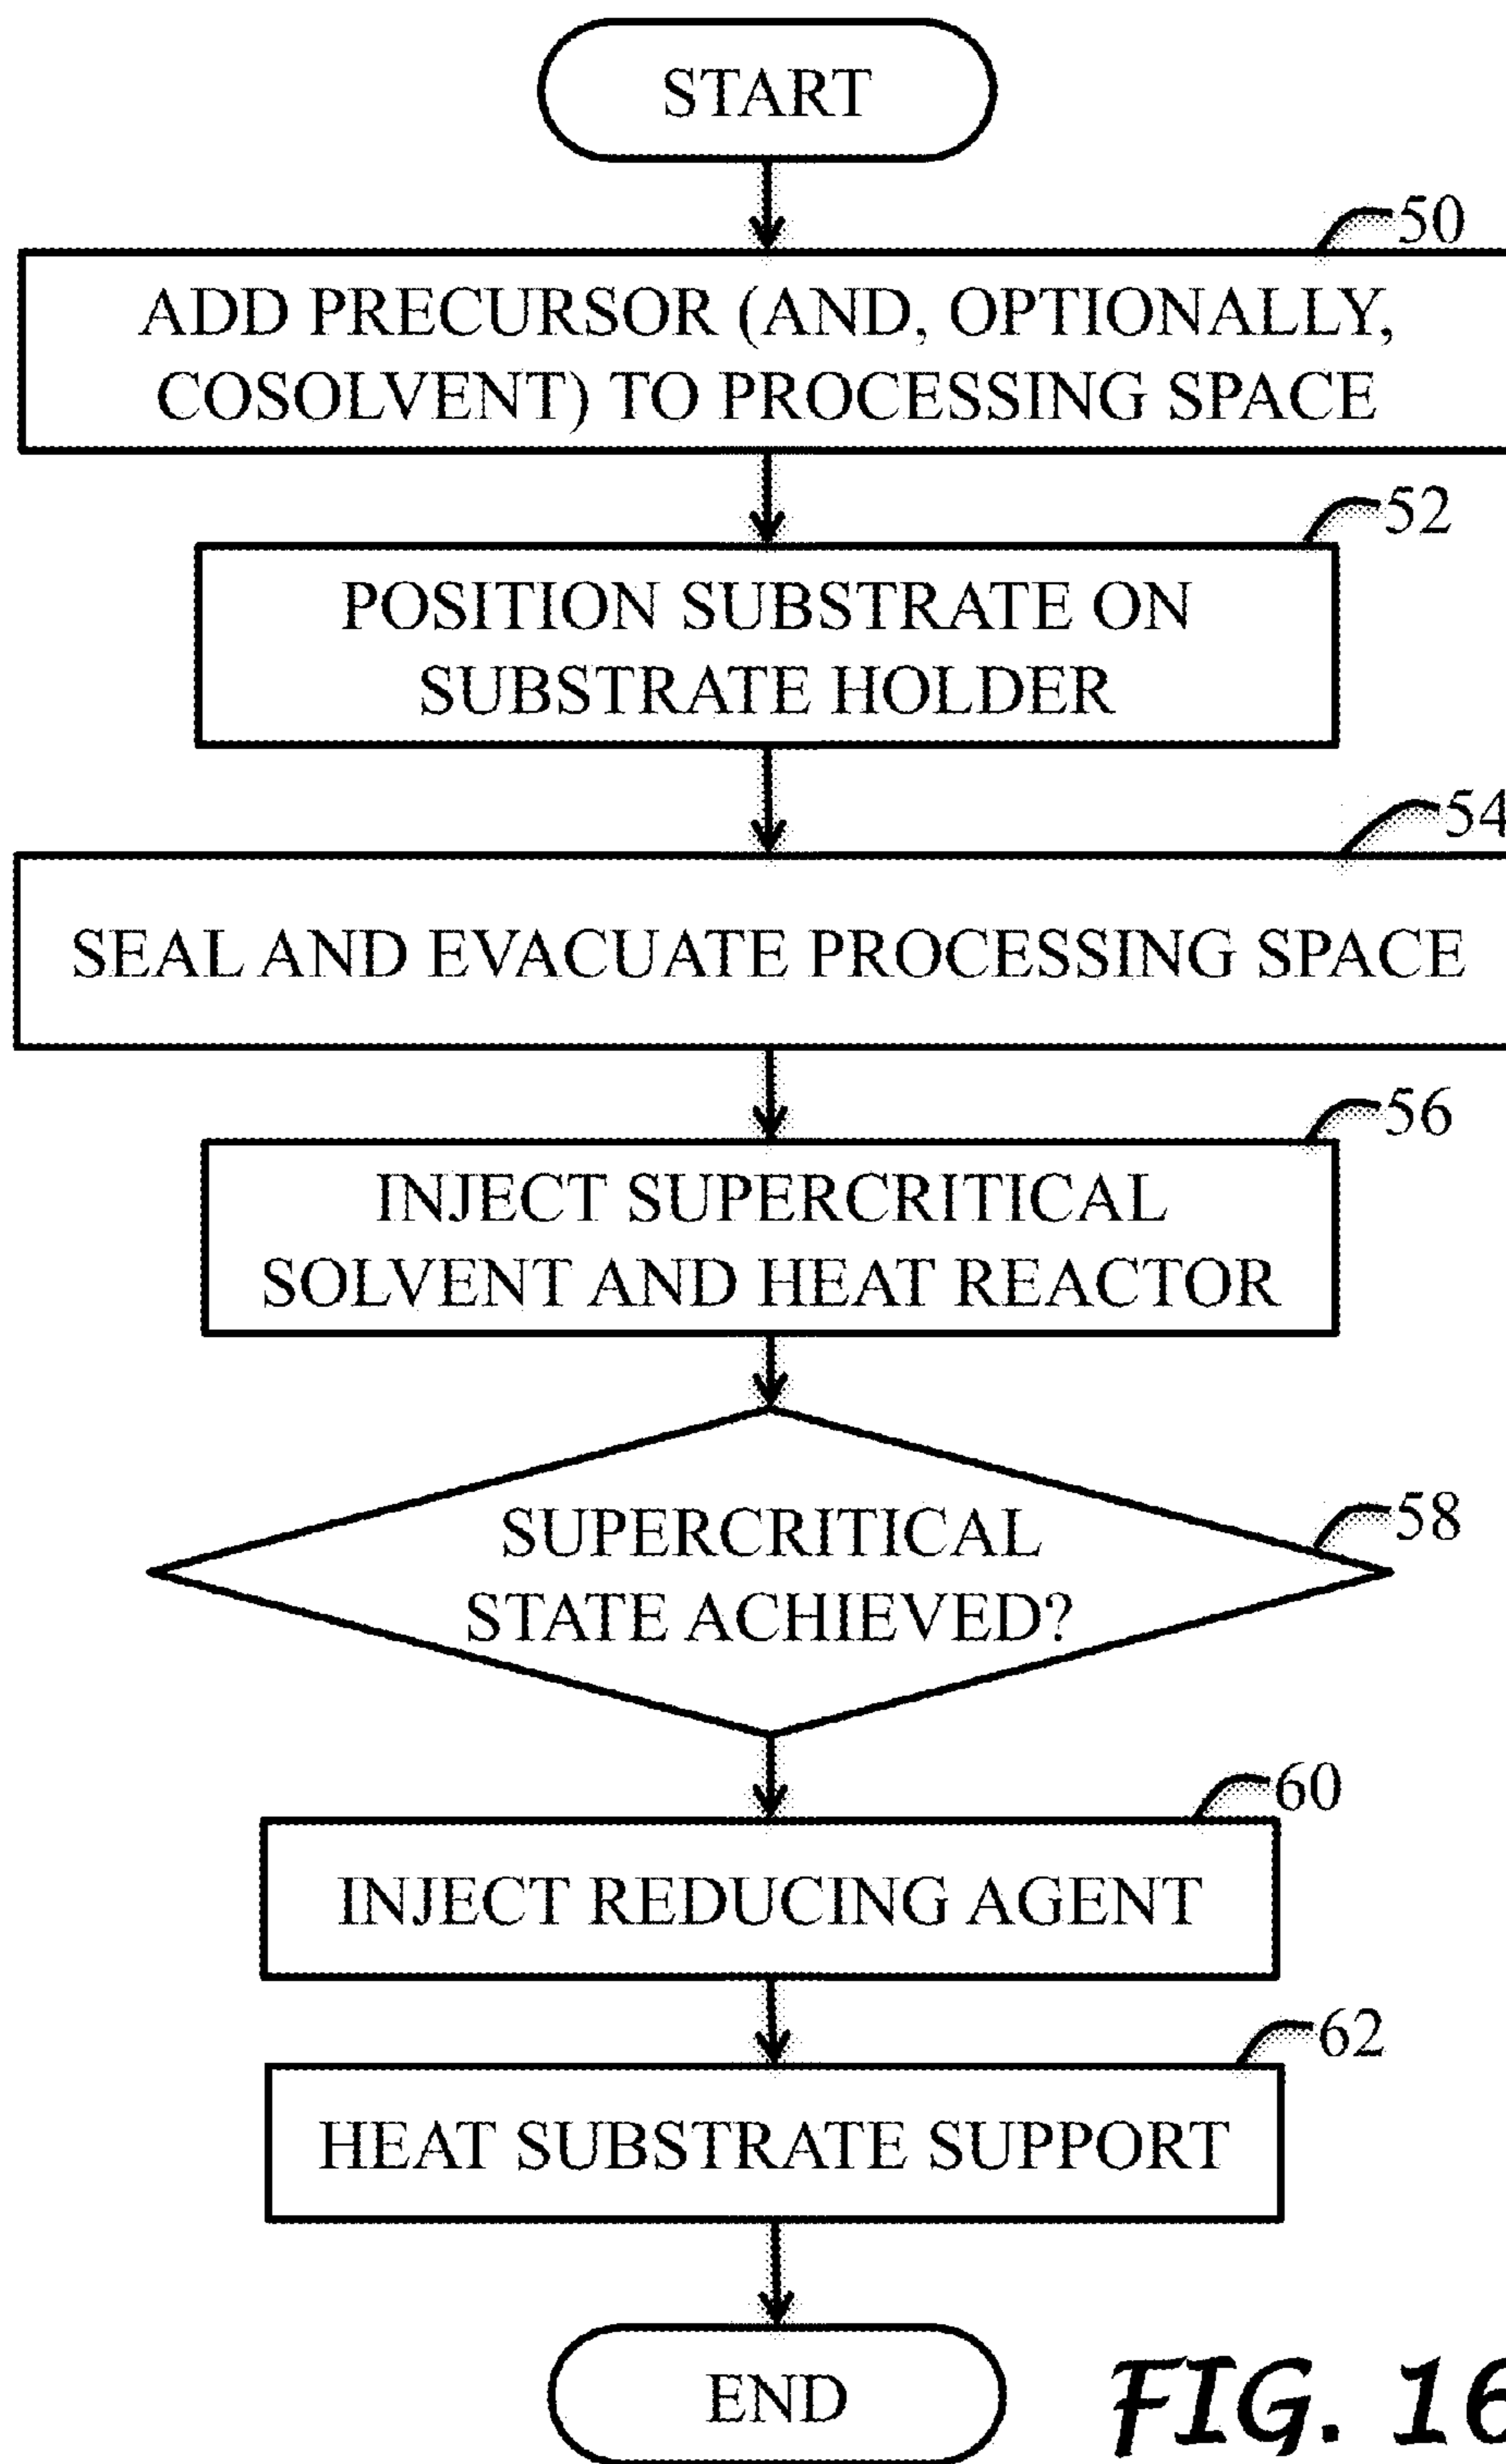 START
50
ADD PRECURSOR (AND, OPTIONALLY,
COSOLVENT) TO PROCESSING SPACE
52
POSITION SUBSTRATE ON
SUBSTRATE HOLDER
54
SEAL AND EVACUATE PROCESSING SPACE
56
INJECT SUPERCRITICAL
SOLVENT AND HEAT REACTOR
58
SUPERCRITICAL
STATE ACHIEVED?
60
INJECT REDUCING AGENT
62
HEAT SUBSTRATE SUPPORT
END
FIG. 16